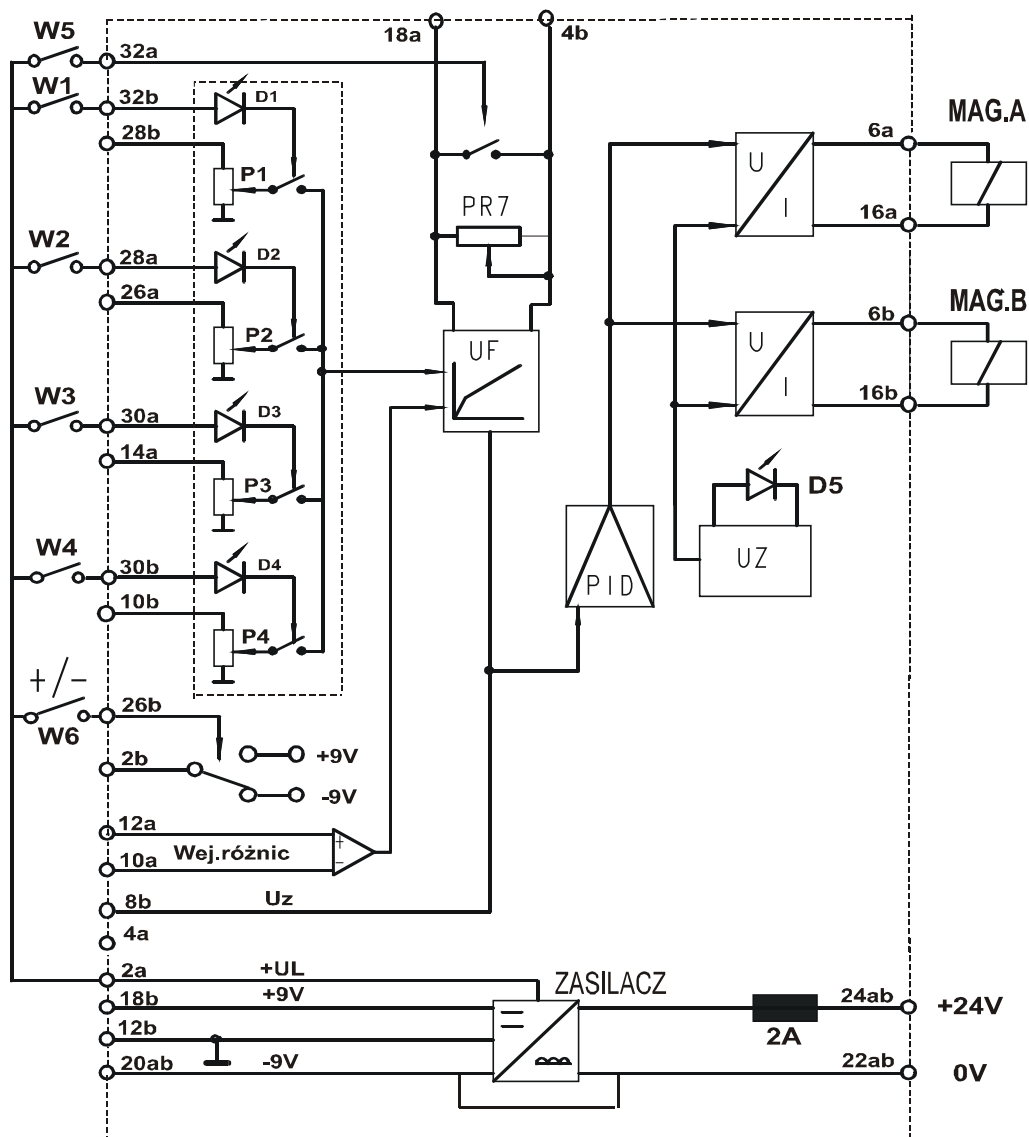 W5
32a
18a
4b
W1
32b
D1
28b
P1
PR7
U
I
6a
MAG.A
16a
W2
28a
D2
26a
P2
UF
U
I
6b
MAG.B
16b
W3
30a
D3
14a
P3
D5
W4
30b
D4
UZ
PID
10b
P4
+/-
26b
W6
2b
+9V
-9V
12a
+
Wej.różnic
-
10a
8b
Uz
4a
2a
+UL
ZASILACZ
18b
+9V
24ab
+24V
12b
2A
20ab
-9V
22ab
0V